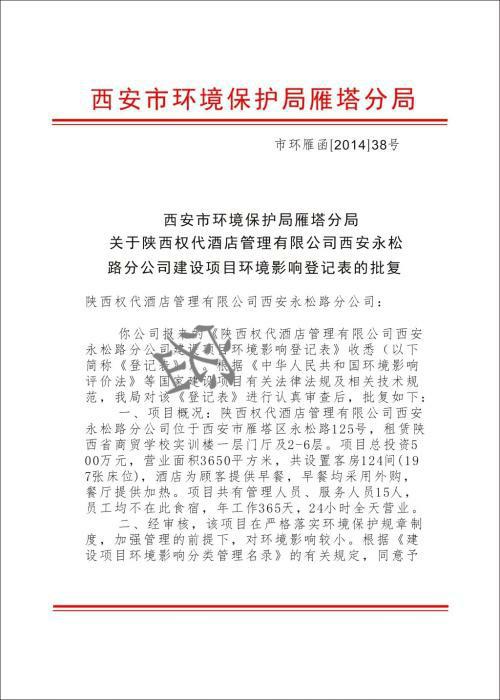 西安市环境保护局雁塔分局
市环雁函[2014]38号
西安市环境保护局雁塔分局
关于陕西权代酒店管理有限公司西安永松
路分公司建设项目环境影响登记表的批复
陕西权代酒店管理有限公司西安永松路分公司：
你公司报来的《陕西权代酒店管理有限公司西安
永松路分公司建设项目环境影响登记表》收悉（以下
简称《登记表》）。根据《中华人民共和国环境影响
评价法》等国家建设项目有关法律法规及相关技术规
范，我局对该《登记表》进行认真审查后，批复如下：
一、项目概况：陕西权代酒店管理有限公司西安
永松路分公司位于西安市雁塔区永松路125号，租赁陕
西省商贸学校实训楼一层门厅及2-6层。项目总投资5
00万元，营业面积3650平方米，共设置客房124间(19
7张床位)，酒店为顾客提供早餐，早餐均采用外购，
餐厅提供加热。项目共有管理人员、服务人员15人，
员工均不在此食宿，年工作365天，24小时全天营业。
二、经审核，该项目在严格落实环境保护规章制
度，加强管理的前提下，对环境影响较小。根据《建
设项目环境影响分类管理名录》的有关规定，同意予